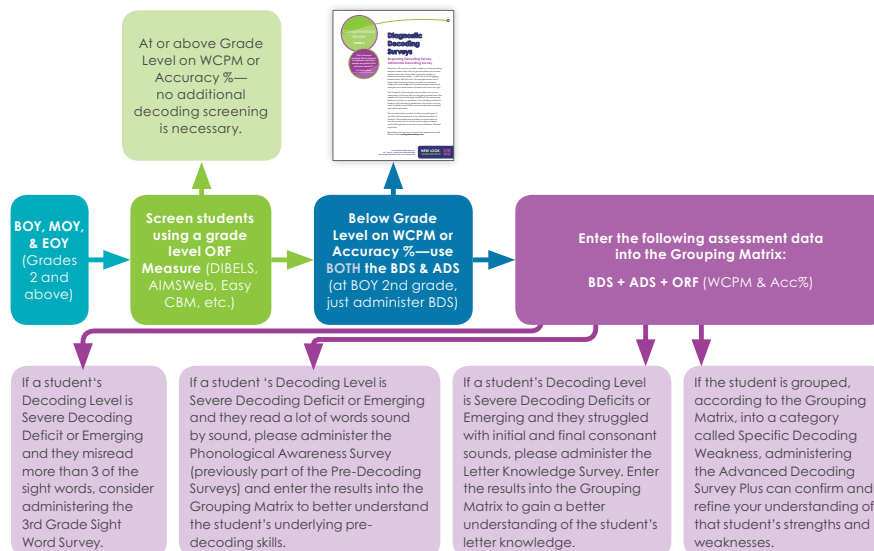 At or above Grade
Level on WCPM or
Accuracy %—
no additional
decoding screening
is necessary.
Diagnostic
Decoding
Surveys
Beginning Decoding Survey
Advanced Decoding Survey
BOY, MOY,
& EOY
(Grades
2 and
above)
Screen students
using a grade
level ORF
Measure (DIBELS,
AIMSWeb, Easy
CBM, etc.)
Below Grade
Level on WCPM or
Accuracy %—use
BOTH the BDS & ADS
(at BOY 2nd grade,
just administer BDS)
Enter the following assessment data
into the Grouping Matrix:
BDS + ADS + ORF (WCPM & Acc%)
If a student‘s
Decoding Level is
Severe Decoding
Deficit or Emerging
and they misread
more than 3 of the
sight words, consider
administering the
3rd Grade Sight
Word Survey.
If a student ‘s Decoding Level is
Severe Decoding Deficit or Emerging
and they read a lot of words sound
by sound, please administer the
Phonological Awareness Survey
(previously part of the Pre-Decoding
Surveys) and enter the results into the
Grouping Matrix to better understand
the student’s underlying pre-
decoding skills.
If a student’s Decoding Level
is Severe Decoding Deficits or
Emerging and they struggled
with initial and final consonant
sounds, please administer the
Letter Knowledge Survey. Enter
the results into the Grouping
Matrix to gain a better
understanding of the student’s
letter knowledge.
If the student is grouped,
according to the Grouping
Matrix, into a category
called Specific Decoding
Weakness, administering
the Advanced Decoding
Survey Plus can confirm and
refine your understanding of
that student’s strengths and
weaknesses.